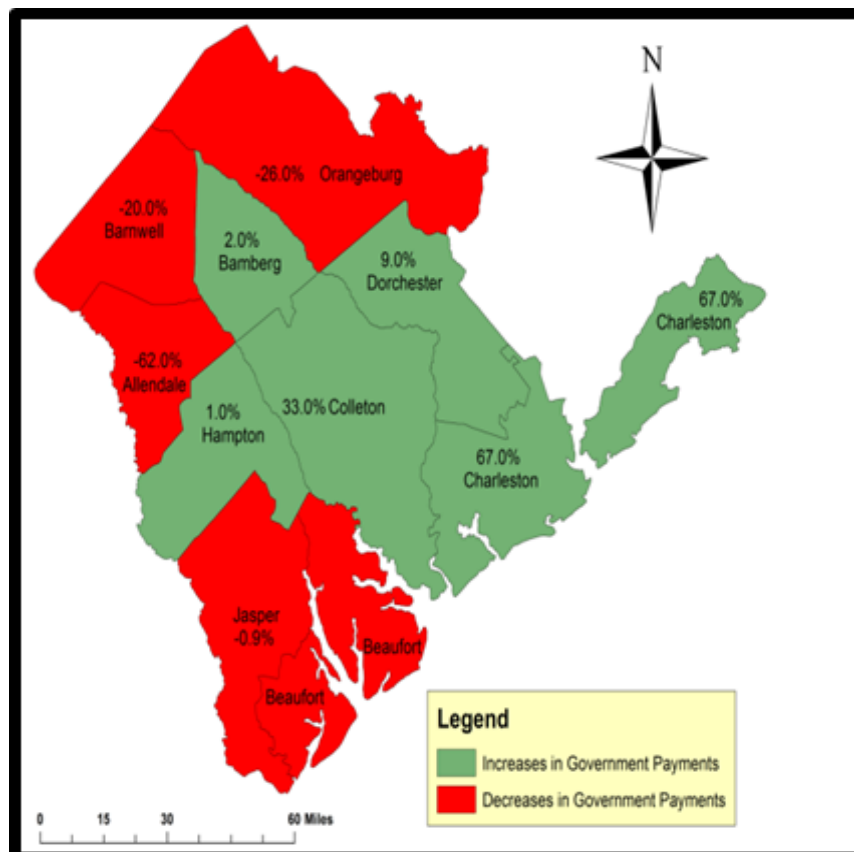 N
-26.0% Orangeburg
-20.0%
Barnwell
2.0%
Bamberg
9.0%
Dorchester
67.0%
Charleston
-62.0%
Allendale
1.0%
Hampton
33.0% Colleton
67.0%
Charleston
Jasper
-0.9%
Beaufort
Beaufort
Legend
Increases in Government Payments
Decreases in Government Payments
0 15 30 60 Miles